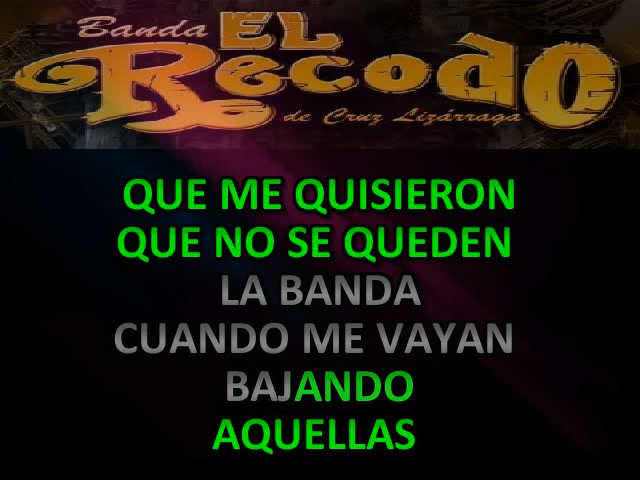 Banda EL
Recodo
de Cruz Lizárraga
QUE ME QUISIERON
QUE NO SE QUEDEN
LA BANDA
CUANDO ME VAYAN
BAJANDO
AQUELLAS